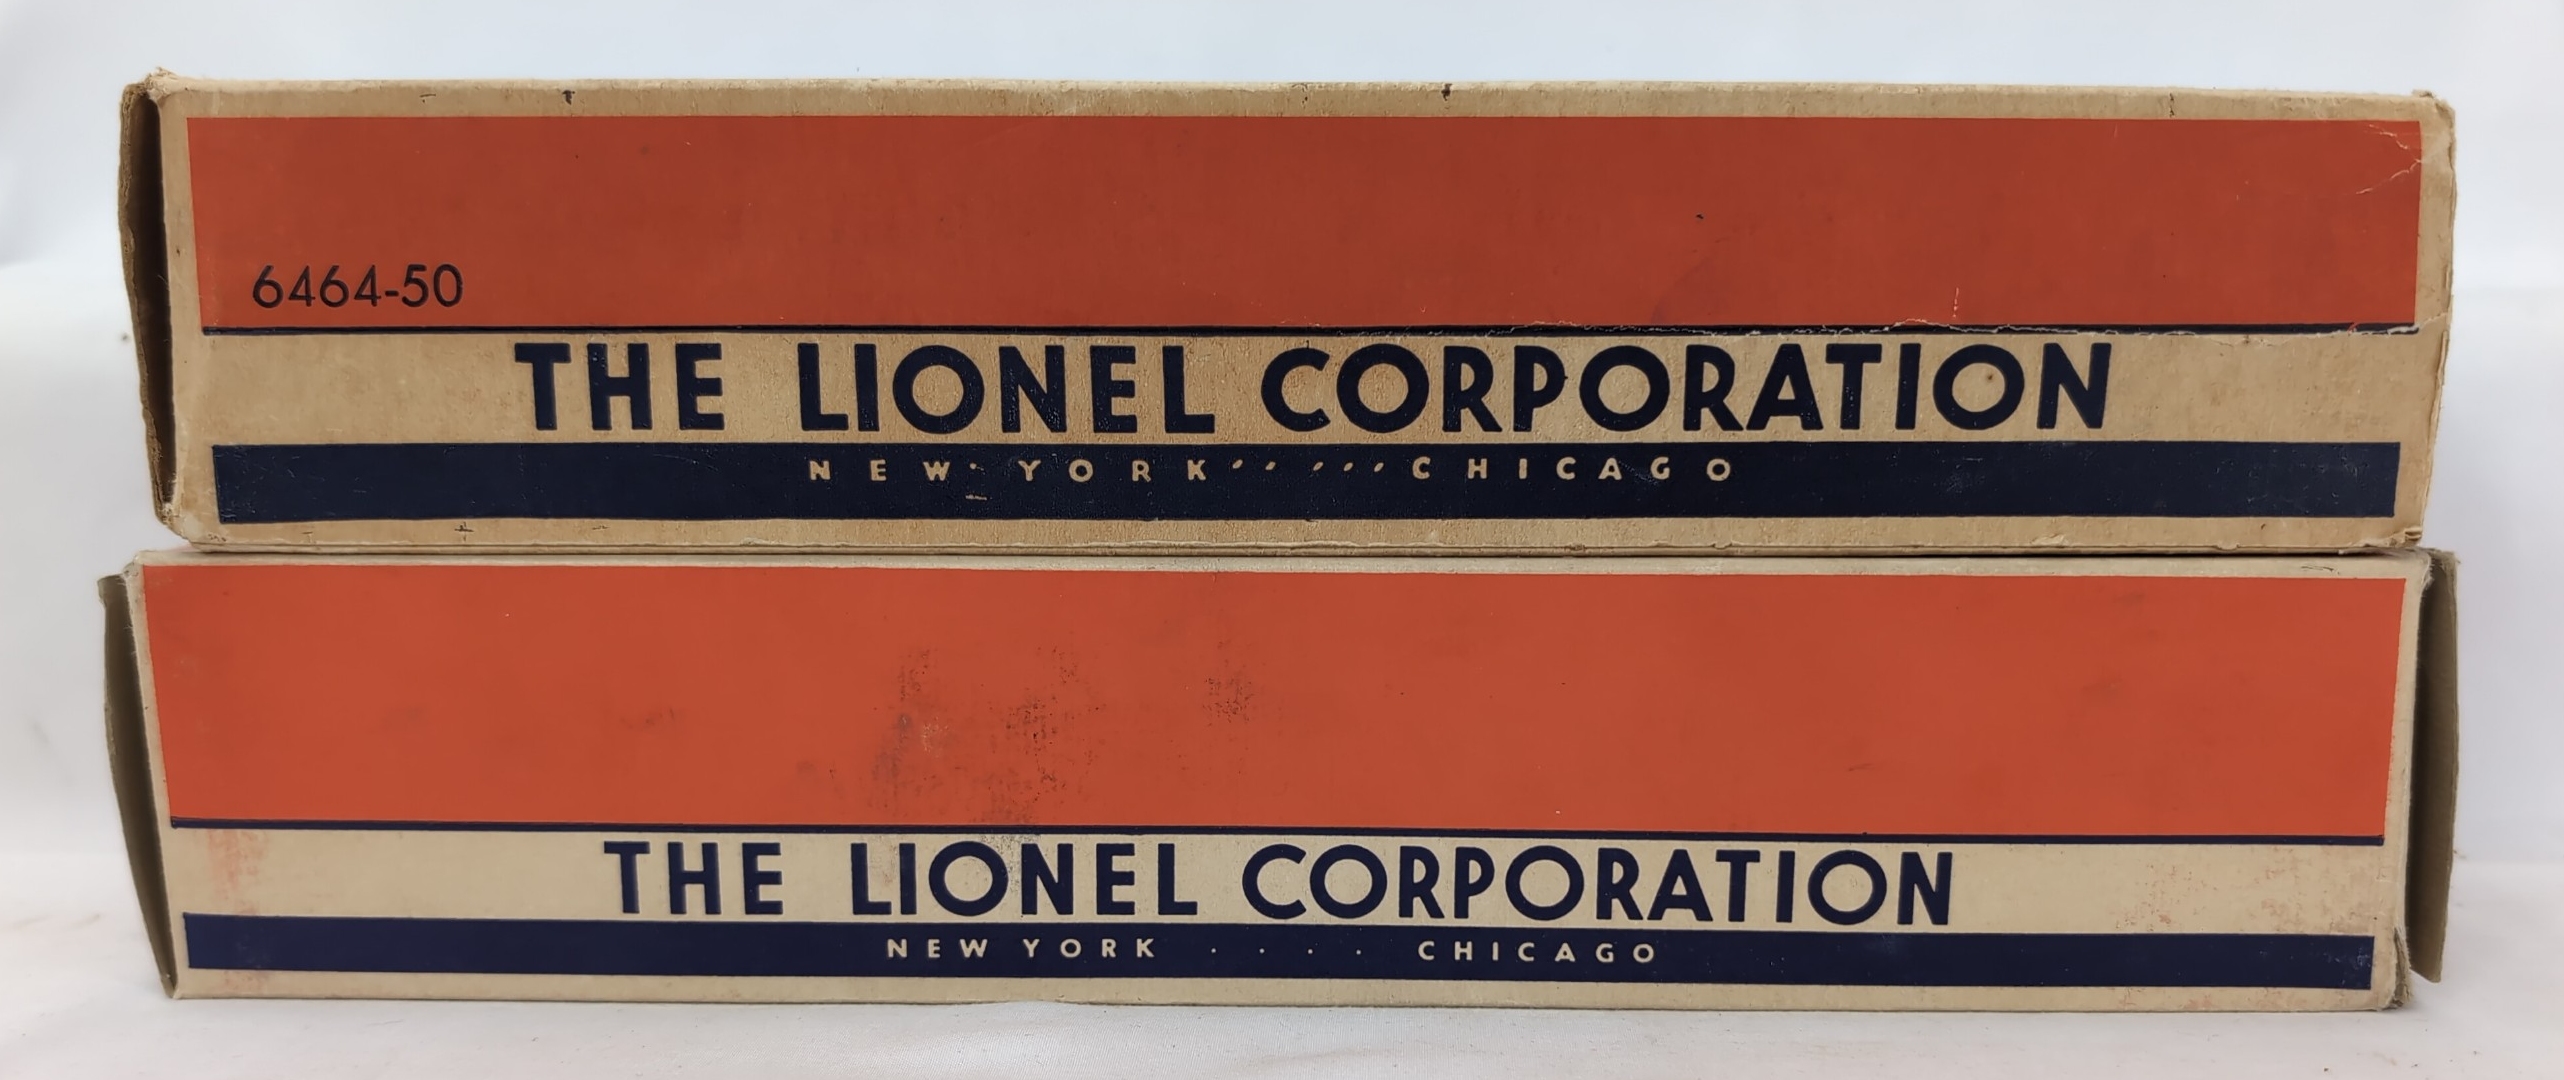 6464-50
THE LIONEL CORPORATION
NEW YORK CHICAGO
THE LIONEL CORPORATION
NEW YORK . . . . CHICAGO